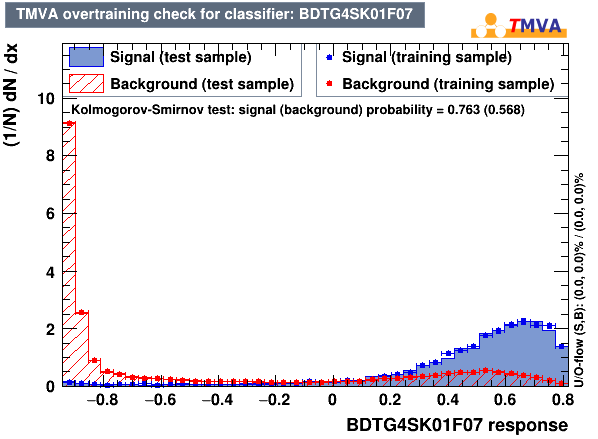 TMVA overtraining check for classifier: BDTG4SK01F07
TMVA
Signal (test sample)
Signal (training sample)
Background (test sample)
Background (training sample)
Kolmogorov-Smirnov test: signal (background) probability = 0.763 (0.568)
(1/N) dN / dx
10
8
6
4
2
0
−0.8 −0.6 −0.4 −0.2 0 0.2 0.4 0.6 0.8
BDTG4SK01F07 response
U/O-flow (S,B): (0.0, 0.0)% / (0.0, 0.0)%